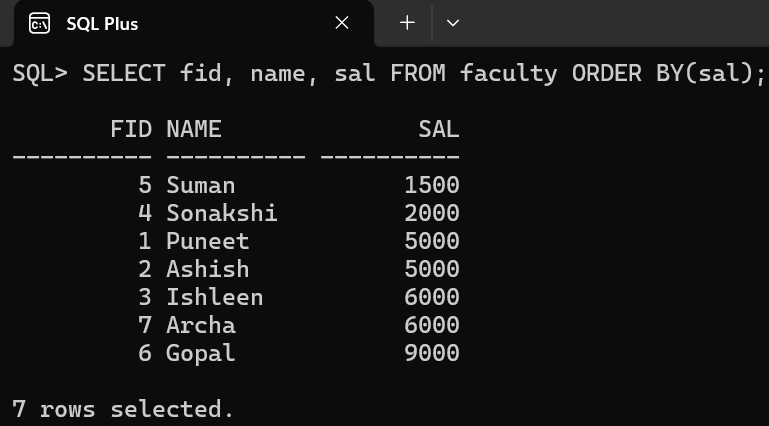 SQL Plus
SQL> SELECT fid, name, sal FROM faculty ORDER BY(sal);
FID NAME SAL
---------- ---------- ----------
5 Suman 1500
4 Sonakshi 2000
1 Puneet 5000
2 Ashish 5000
3 Ishleen 6000
7 Archa 6000
6 Gopal 9000
7 rows selected.